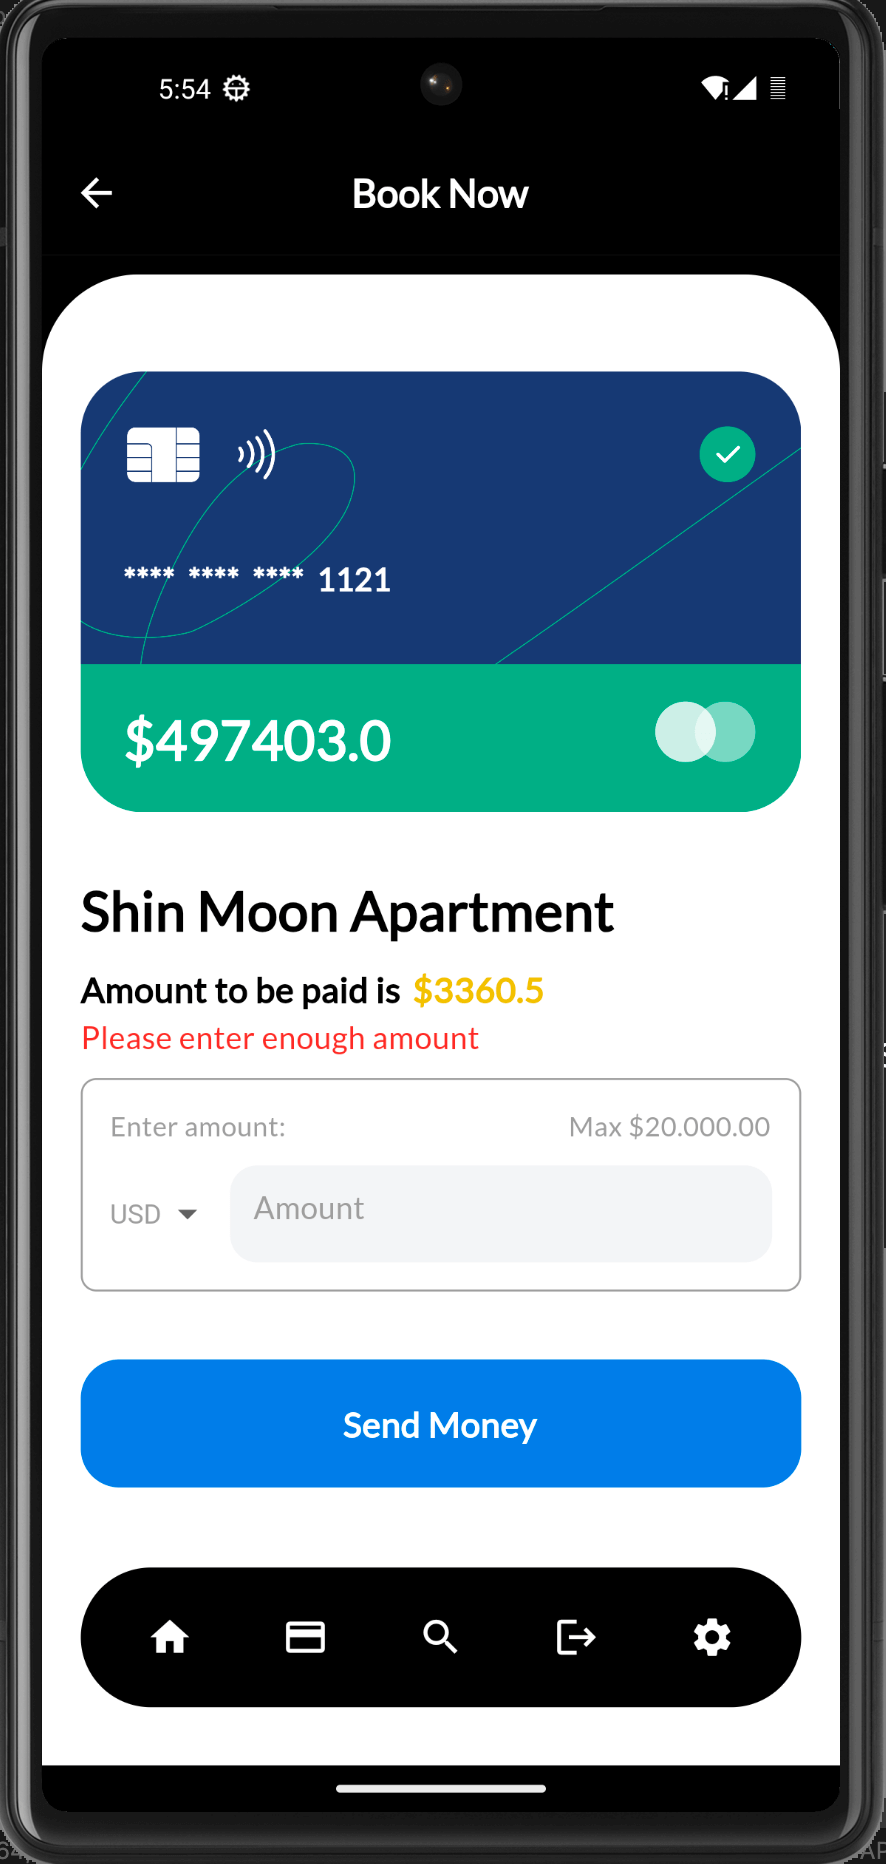 5:54
Book Now
**** **** **** 1121
$497403.0
Shin Moon Apartment
Amount to be paid is $3360.5
Please enter enough amount
Enter amount: Max $20.000.00
USD Amount
Send Money